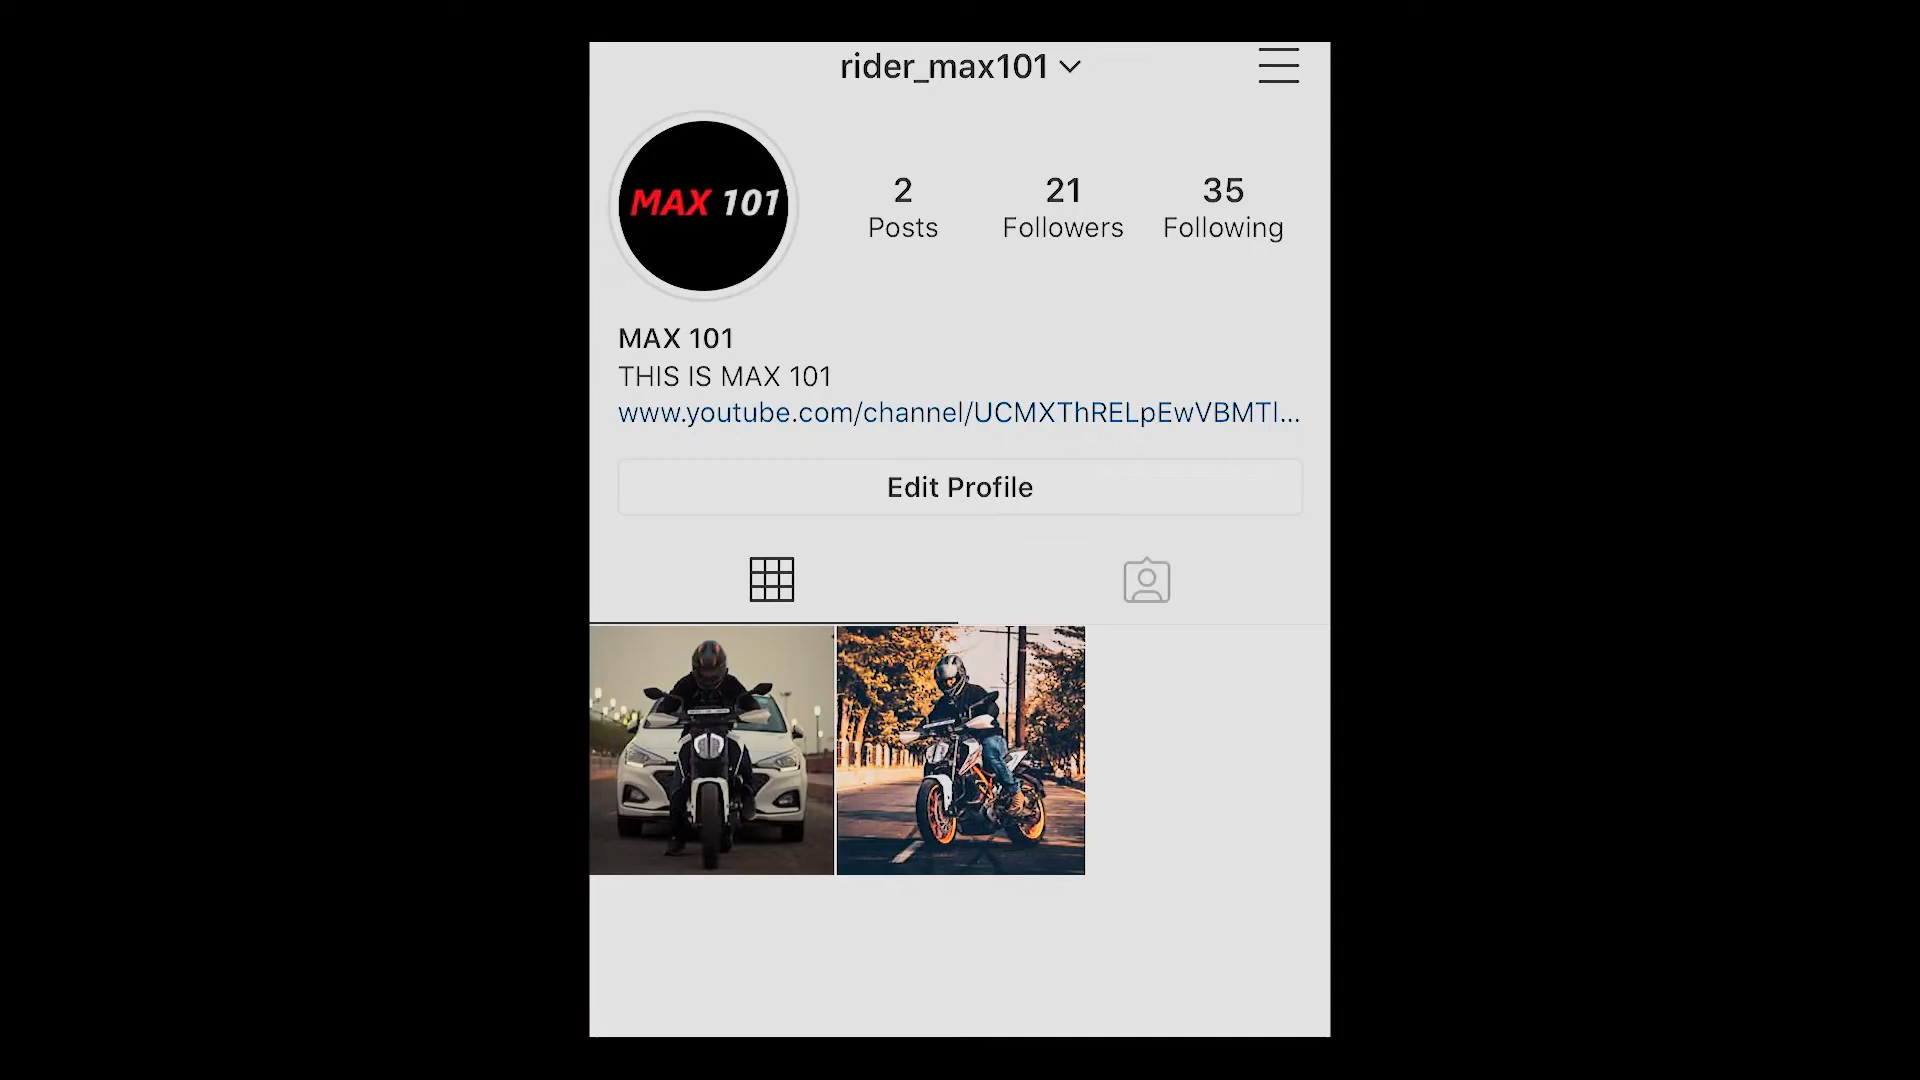 rider_max101
MAX 101
2
Posts
21
Followers
35
Following
MAX 101
THIS IS MAX 101
www.youtube.com/channel/UCMXThRELpEwVBMTl...
Edit Profile